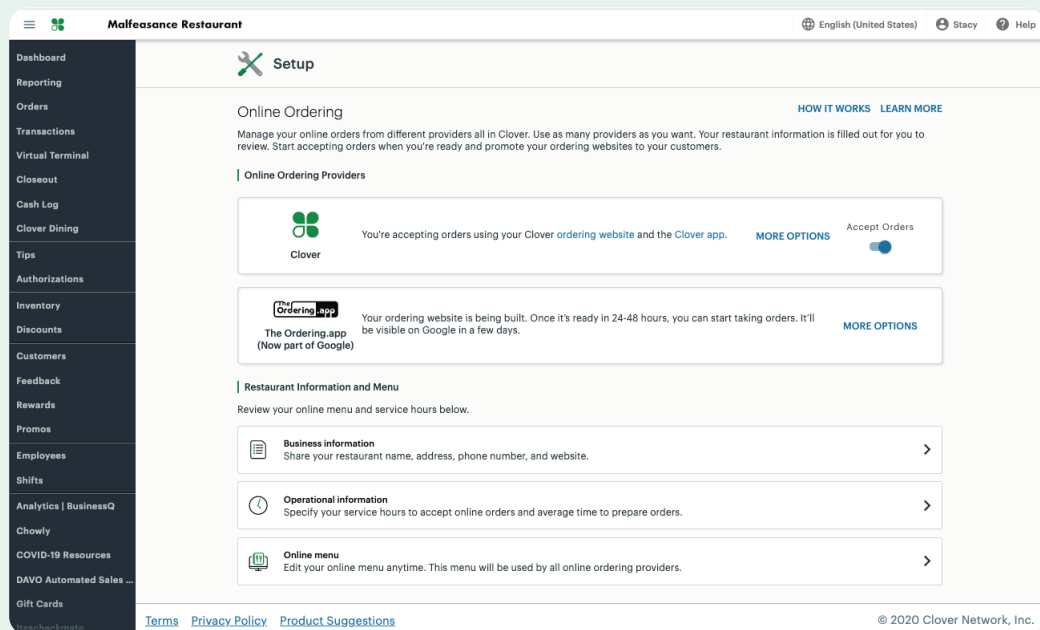 Malfeasance Restaurant
English (United States)
Stacy
Help
Dashboard
Reporting
Orders
Transactions
Virtual Terminal
Closeout
Cash Log
Clover Dining
Tips
Authorizations
Inventory
Discounts
Customers
Feedback
Rewards
Promos
Employees
Shifts
Analytics | BusinessQ
Chowly
COVID-19 Resources
DAVO Automated Sales ...
Gift Cards
Itsacheckmate
Setup
Online Ordering
HOW IT WORKS LEARN MORE
Manage your online orders from different providers all in Clover. Use as many providers as you want. Your restaurant information is filled out for you to
review. Start accepting orders when you're ready and promote your ordering websites to your customers.
Online Ordering Providers
Clover
You're accepting orders using your Clover ordering website and the Clover app.
MORE OPTIONS
Accept Orders
The
Ordering.app
The Ordering.app
(Now part of Google)
Your ordering website is being built. Once it's ready in 24-48 hours, you can start taking orders. It'll
be visible on Google in a few days.
MORE OPTIONS
Restaurant Information and Menu
Review your online menu and service hours below.
Business information
Share your restaurant name, address, phone number, and website.
Operational information
Specify your service hours to accept online orders and average time to prepare orders.
Online menu
Edit your online menu anytime. This menu will be used by all online ordering providers.
Terms Privacy Policy Product Suggestions
© 2020 Clover Network, Inc.